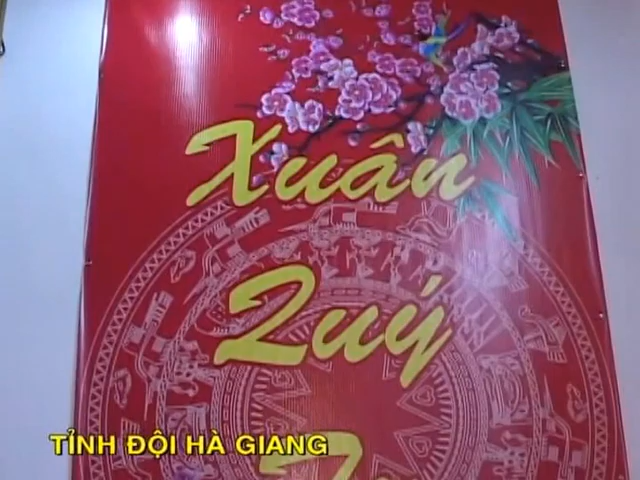 Xuân
Quý
TỈNH ĐỘI HÀ GIANG